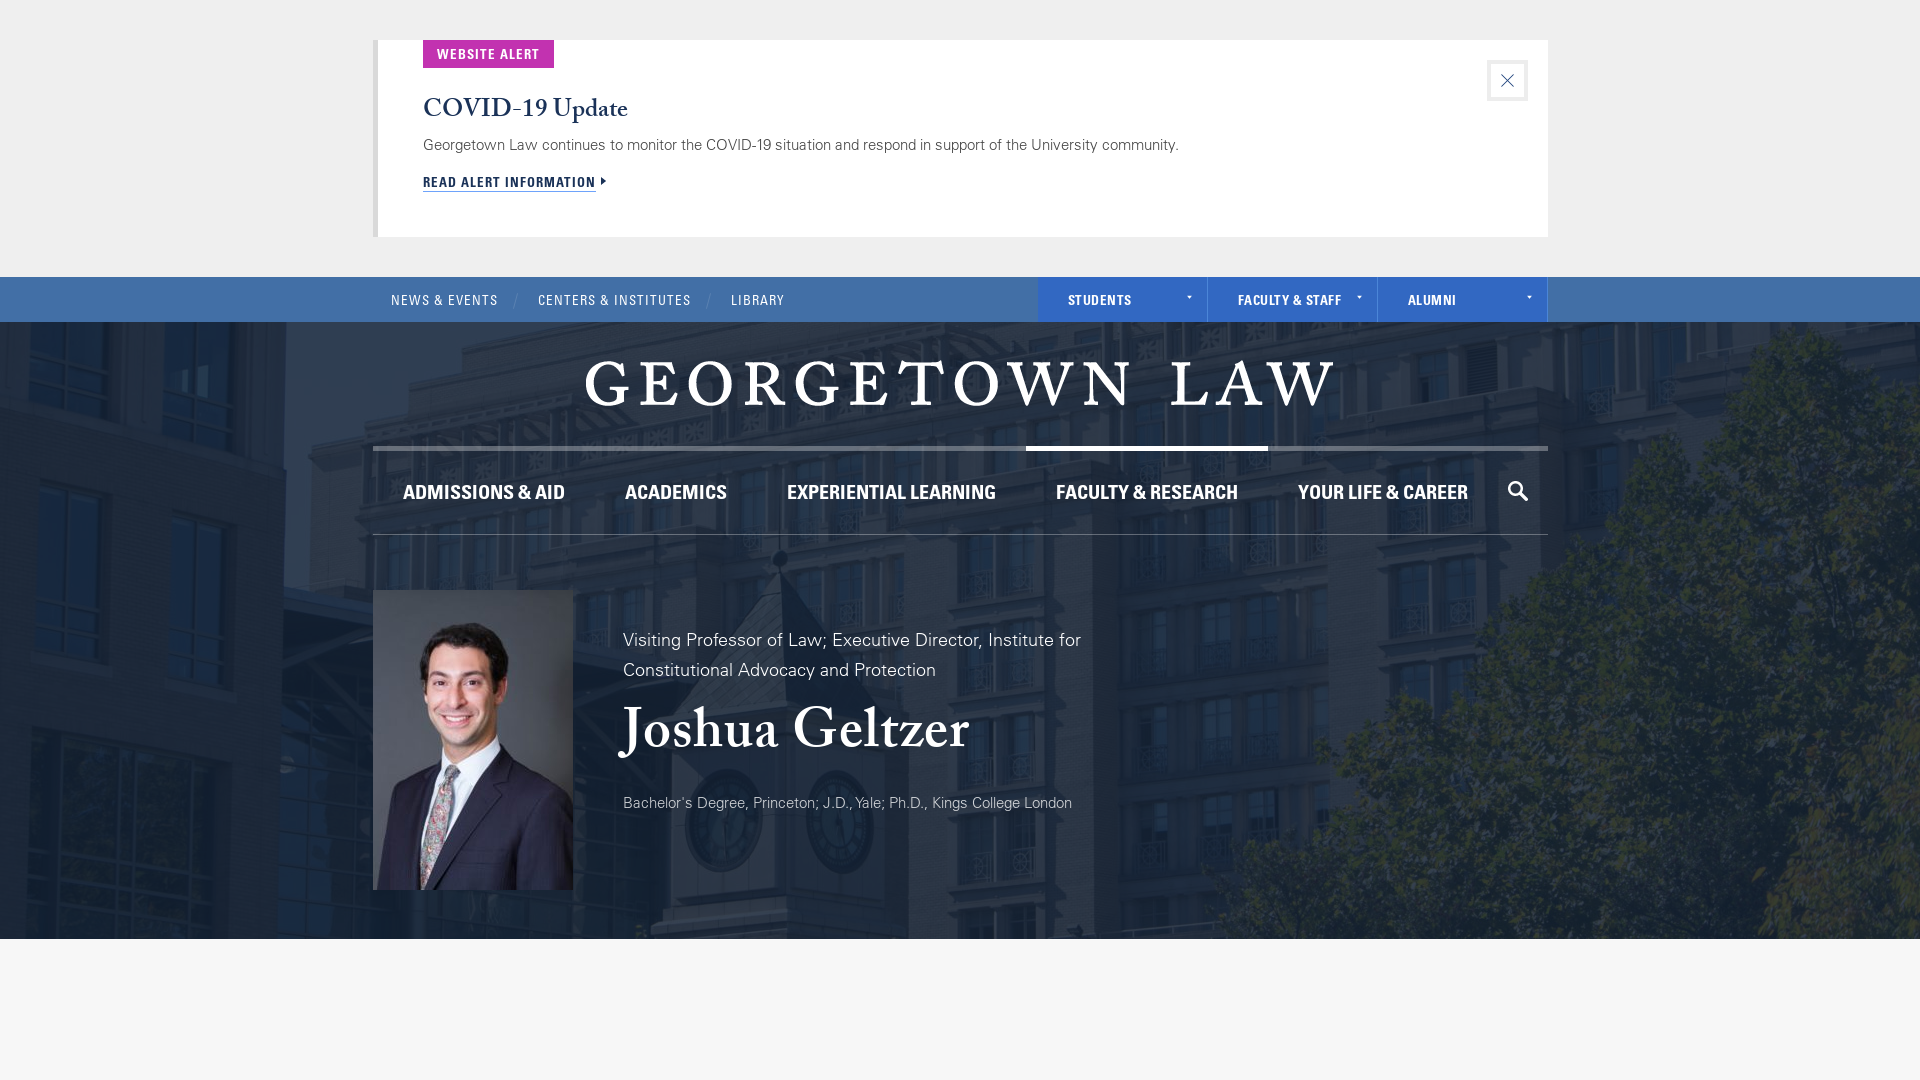 WEBSITE ALERT
COVID-19 Update
Georgetown Law continues to monitor the COVID-19 situation and respond in support of the University community.
READ ALERT INFORMATION
NEWS & EVENTS / CENTERS & INSTITUTES / LIBRARY
STUDENTS FACULTY & STAFF ALUMNI
GEORGETOWN LAW
ADMISSIONS & AID ACADEMICS EXPERIENTIAL LEARNING FACULTY & RESEARCH YOUR LIFE & CAREER
Visiting Professor of Law; Executive Director, Institute for
Constitutional Advocacy and Protection
Joshua Geltzer
Bachelor's Degree, Princeton; J.D., Yale; Ph.D., Kings College London